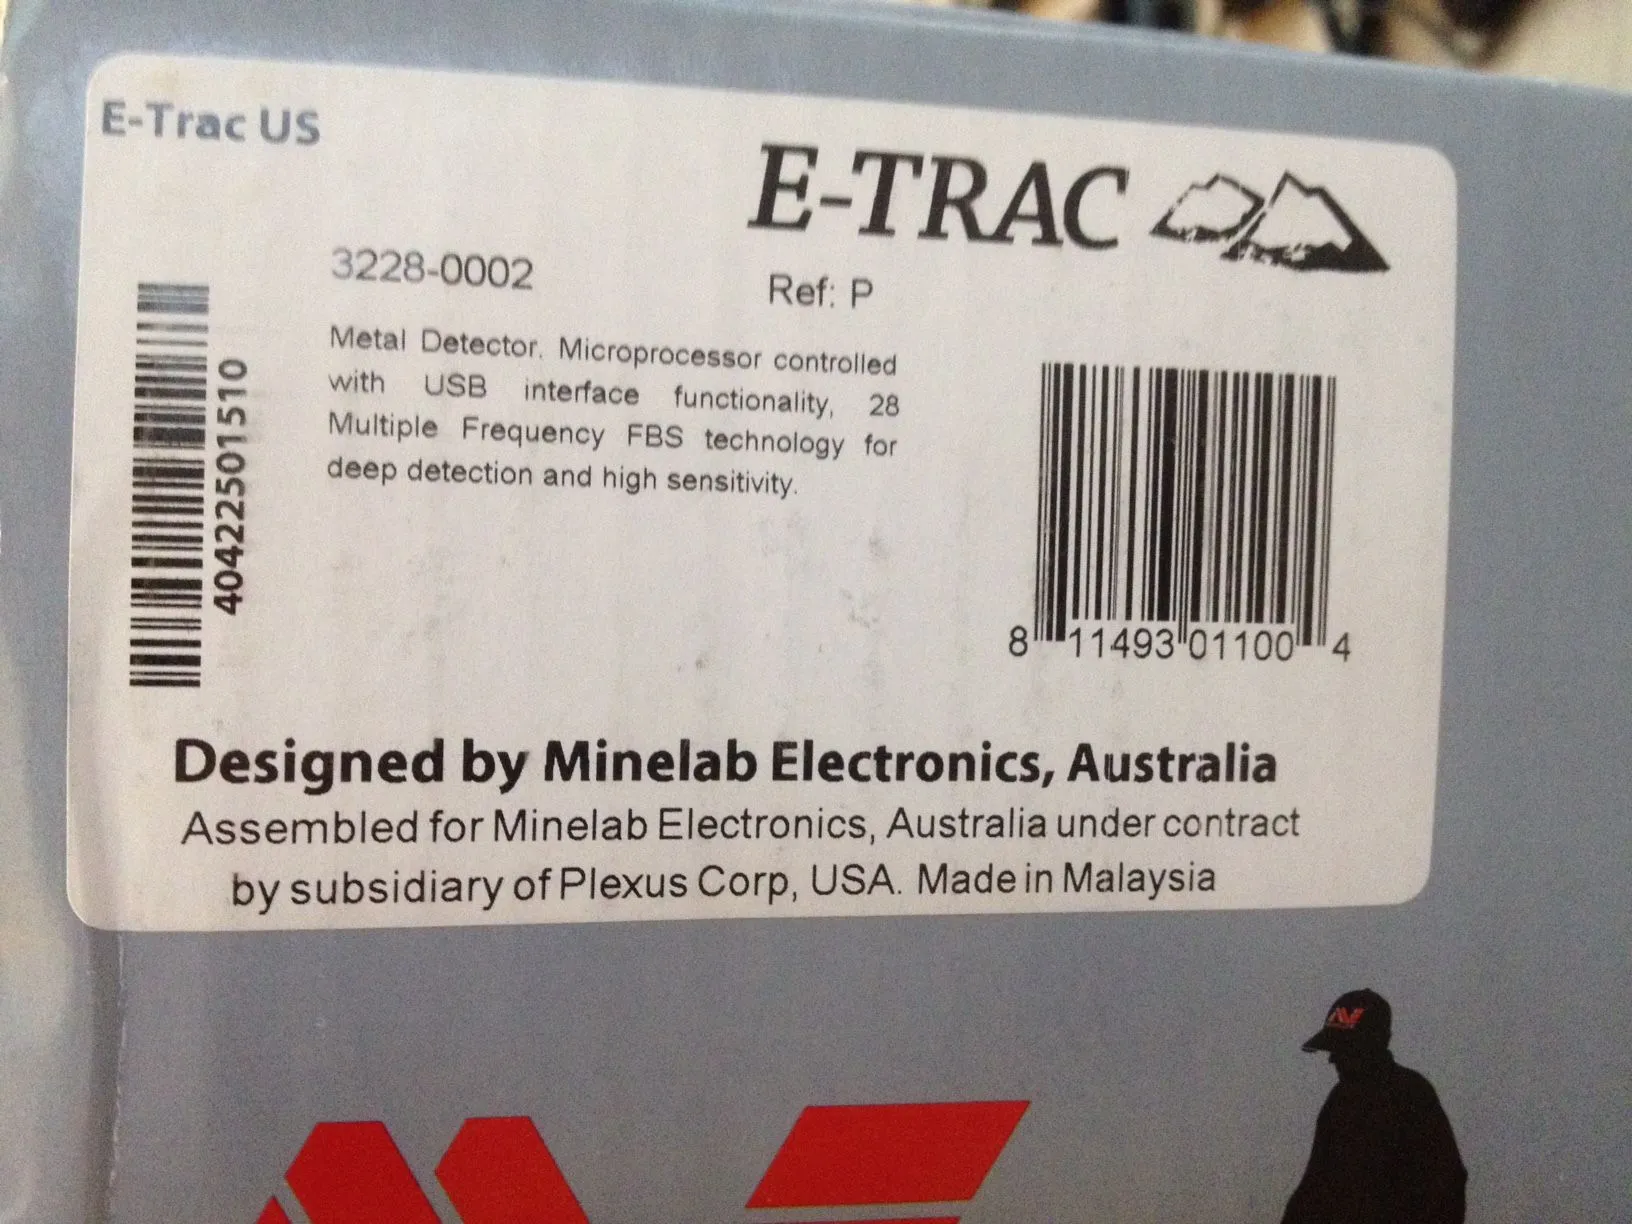 E-Trac US
E-TRAC
3228-0002
Ref: P
Metal Detector. Microprocessor controlled
with USB interface functionality, 28
Multiple Frequency FBS technology for
deep detection and high sensitivity.
40422501510
8 11493 01100 4
Designed by Minelab Electronics, Australia
Assembled for Minelab Electronics, Australia under contract
by subsidiary of Plexus Corp, USA. Made in Malaysia